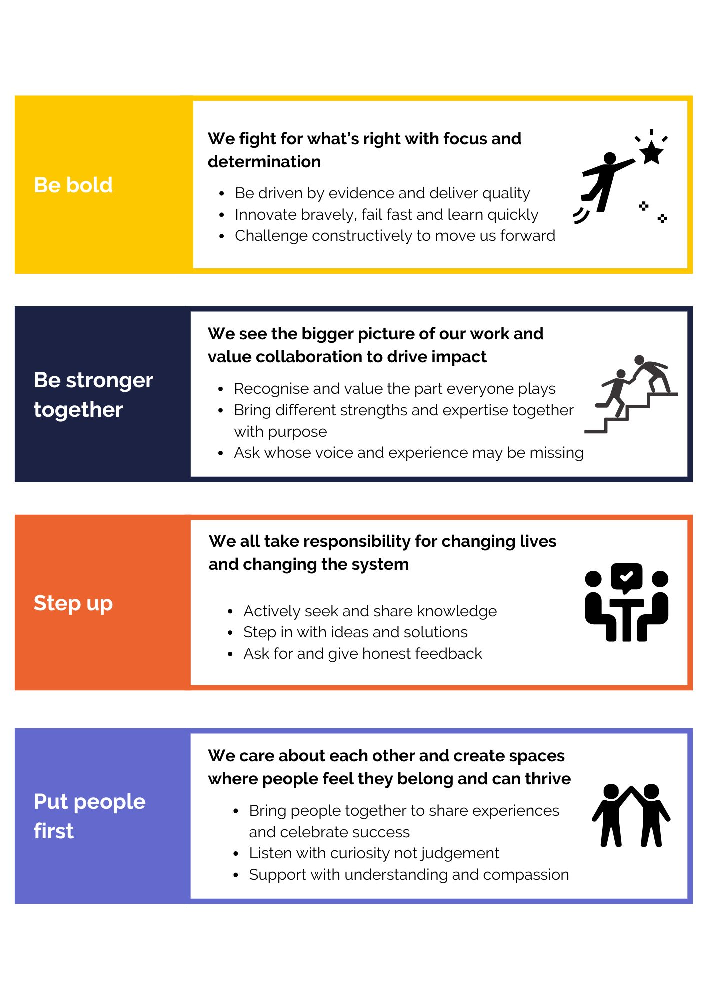 Be bold
We fight for what’s right with focus and
determination
• Be driven by evidence and deliver quality
• Innovate bravely, fail fast and learn quickly
• Challenge constructively to move us forward
Be stronger
together
We see the bigger picture of our work and
value collaboration to drive impact
• Recognise and value the part everyone plays
• Bring different strengths and expertise together
with purpose
• Ask whose voice and experience may be missing
Step up
We all take responsibility for changing lives
and changing the system
• Actively seek and share knowledge
• Step in with ideas and solutions
• Ask for and give honest feedback
Put people
first
We care about each other and create spaces
where people feel they belong and can thrive
• Bring people together to share experiences
and celebrate success
• Listen with curiosity not judgement
• Support with understanding and compassion